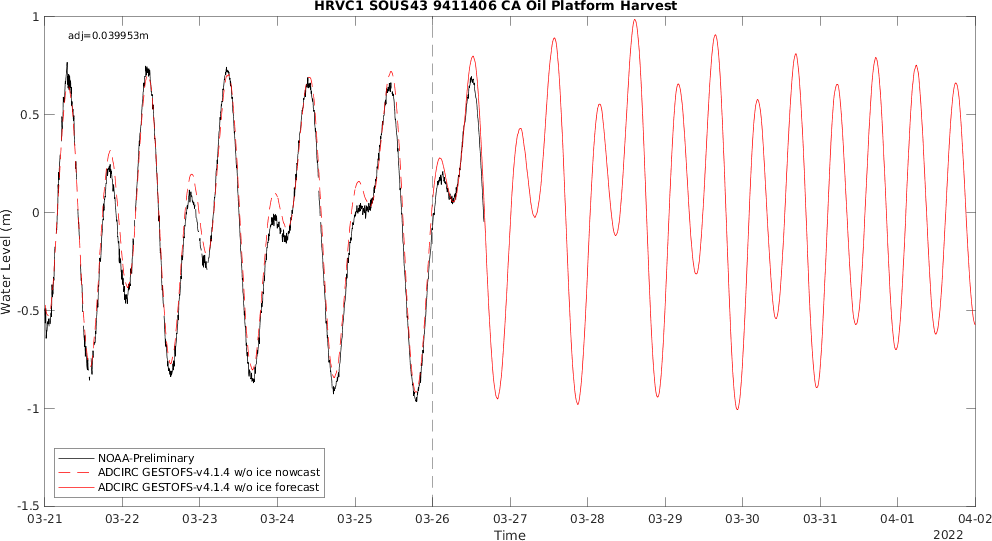 HRVC1 SOUS43 9411406 CA Oil Platform Harvest
adj=0.039953m
1
0.5
0
-0.5
-1
-1.5
Water Level (m)
NOAA-Preliminary
ADCIRC GESTOFS-v4.1.4 w/o ice nowcast
ADCIRC GESTOFS-v4.1.4 w/o ice forecast
03-21 03-22 03-23 03-24 03-25 03-26 03-27 03-28 03-29 03-30 03-31 04-01 04-02
Time
2022